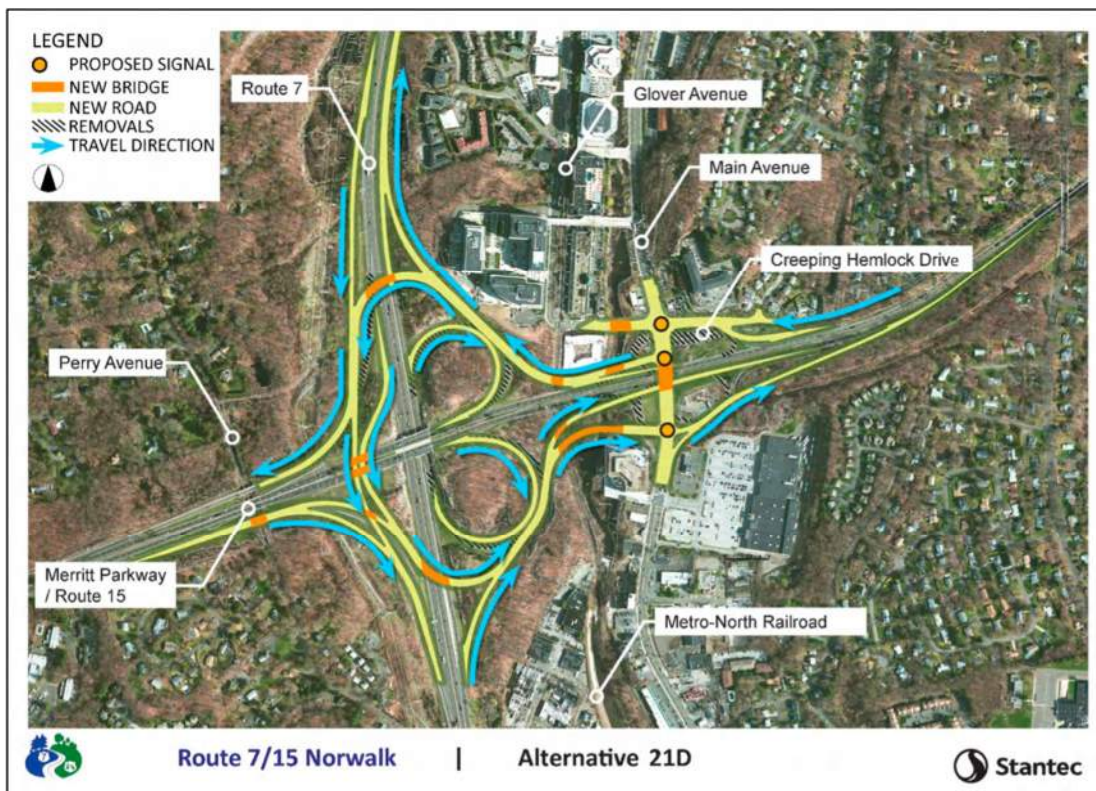 LEGEND
PROPOSED SIGNAL
NEW BRIDGE
NEW ROAD
REMOVALS
TRAVEL DIRECTION
Route 7
Glover Avenue
Main Avenue
Creeping Hemlock Drive
Perry Avenue
Merritt Parkway
/ Route 15
Metro-North Railroad
Route 7/15 Norwalk | Alternative 21D
Stantec